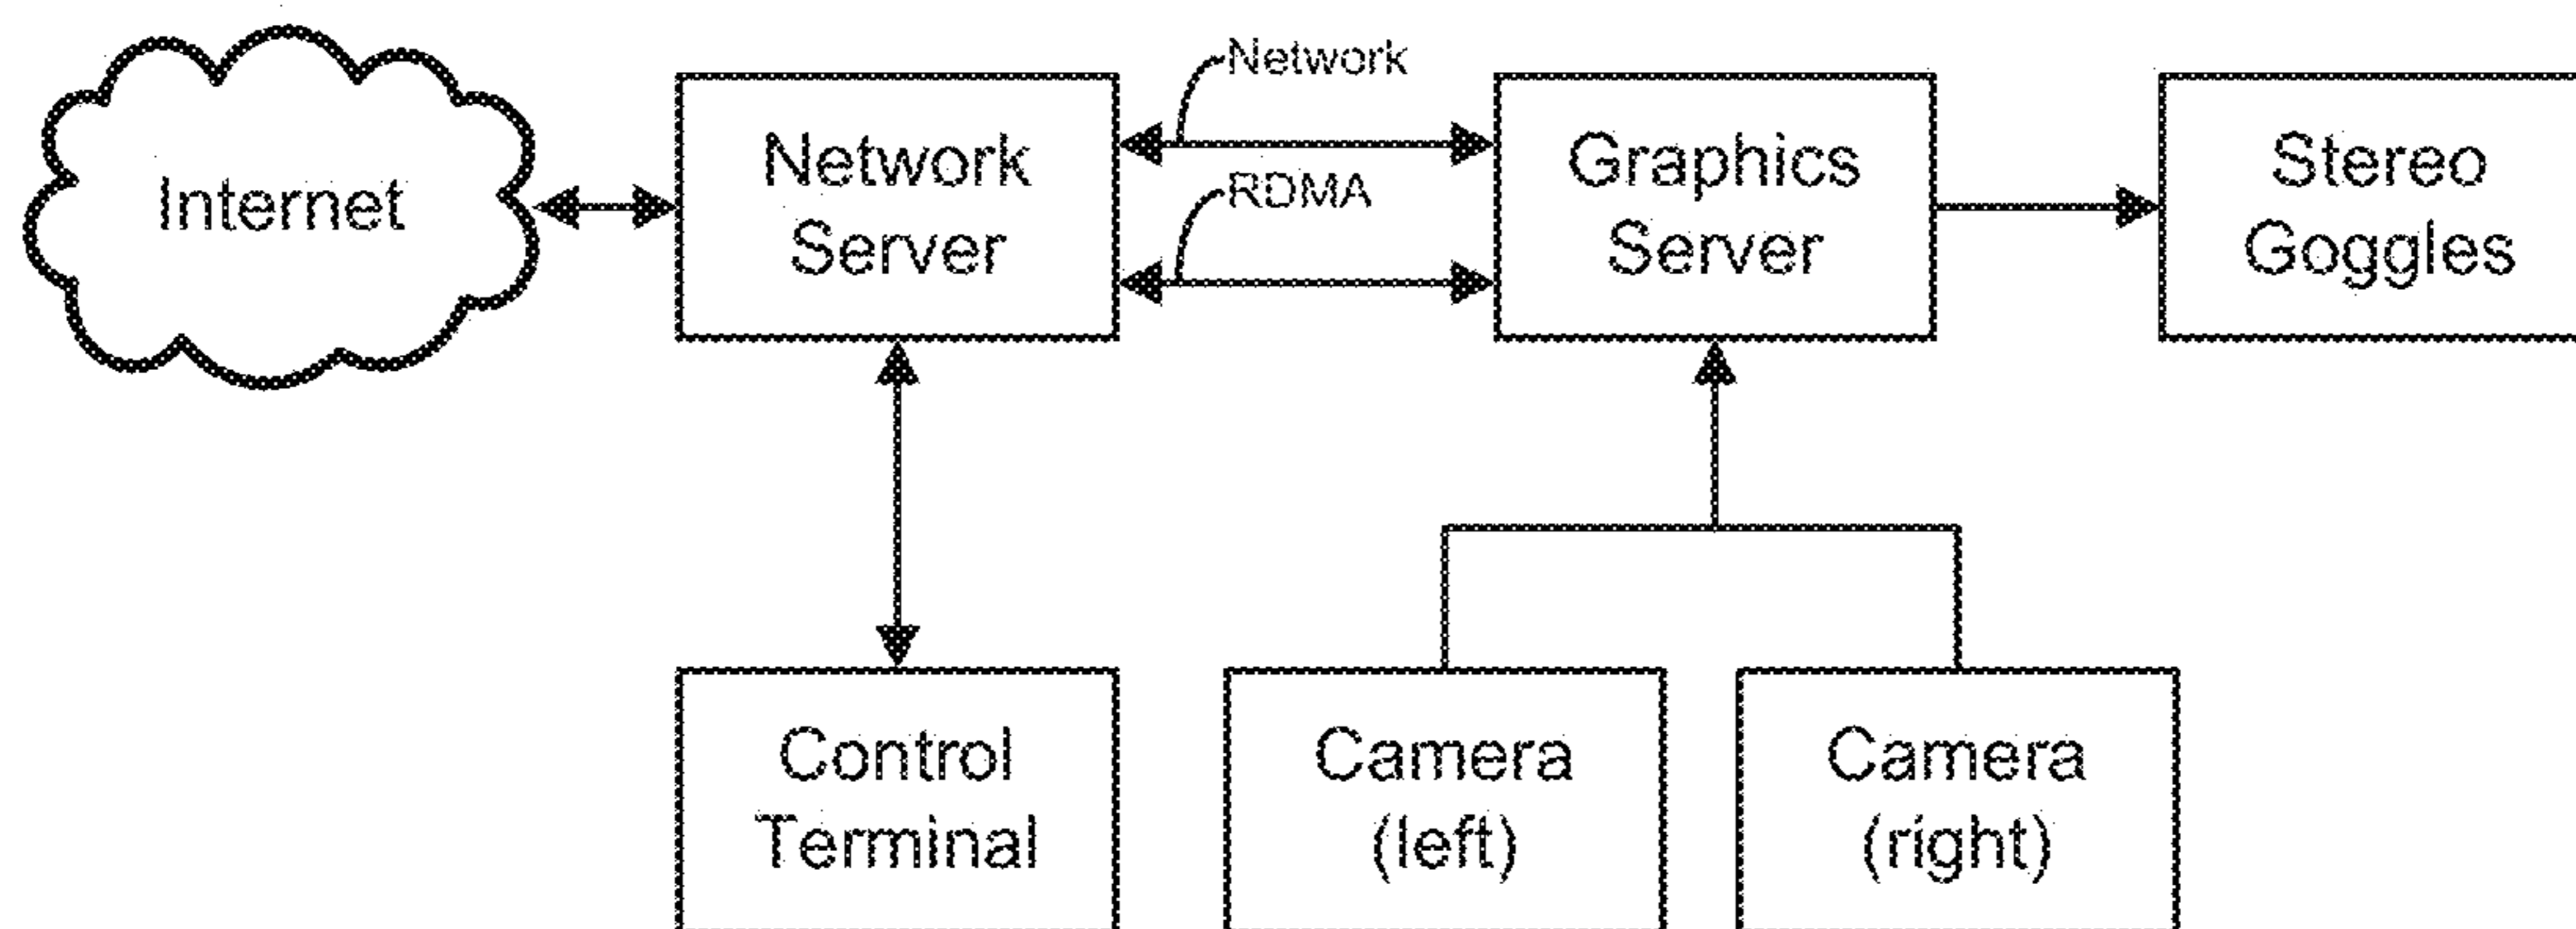 Internet
Network
Server
Network
RDMA
Graphics
Server
Stereo
Goggles
Control
Terminal
Camera
(left)
Camera
(right)